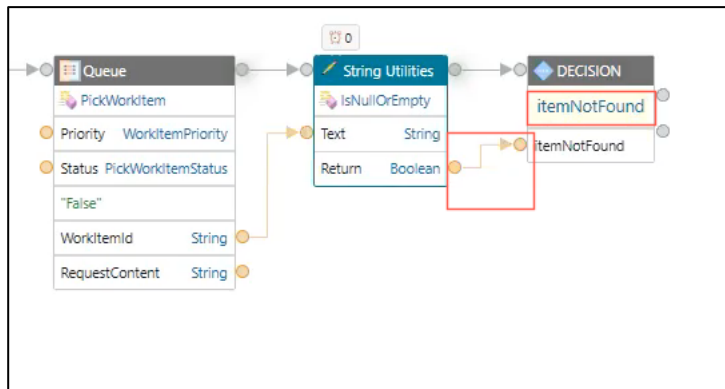 0
Queue
PickWorkItem
Priority WorkItemPriority
Status PickWorkItemStatus
"False"
WorkItemId String
RequestContent String
String Utilities
IsNullOrEmpty
Text String
Return Boolean
DECISION
itemNotFound
itemNotFound